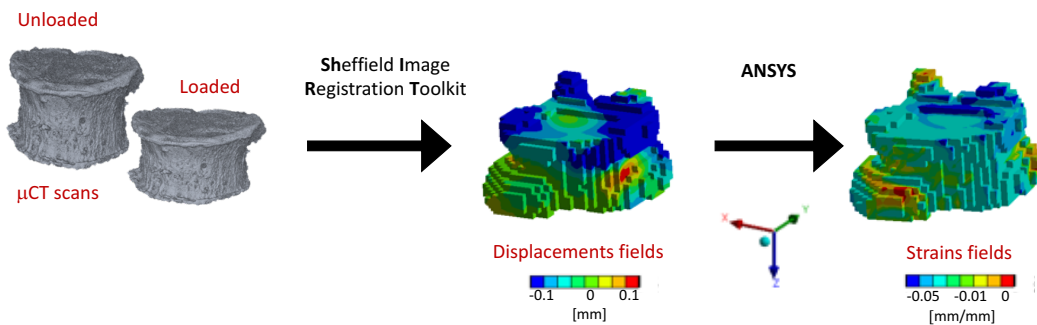 Unloaded
Loaded
μCT scans
Sheffield Image
Registration Toolkit
Displacements fields
-0.1 0 0.1
[mm]
ANSYS
X
Y
Z
Strains fields
-0.05 -0.01 0
[mm/mm]